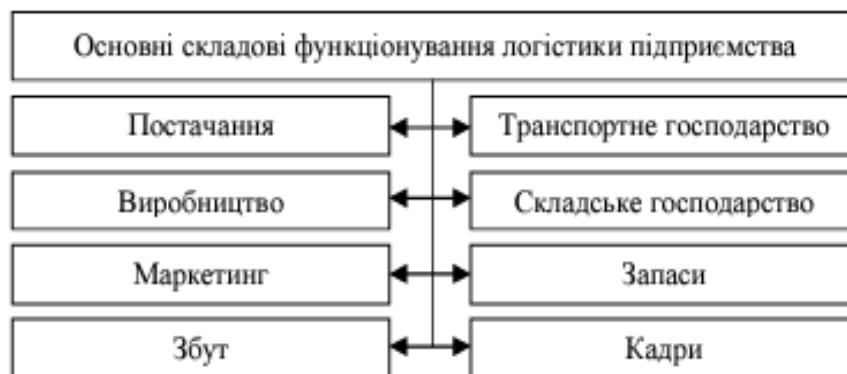 Основні складові функціонування логістики підприємства
Постачання
Транспортне господарство
Виробництво
Складське господарство
Маркетинг
Запаси
Збут
Кадри